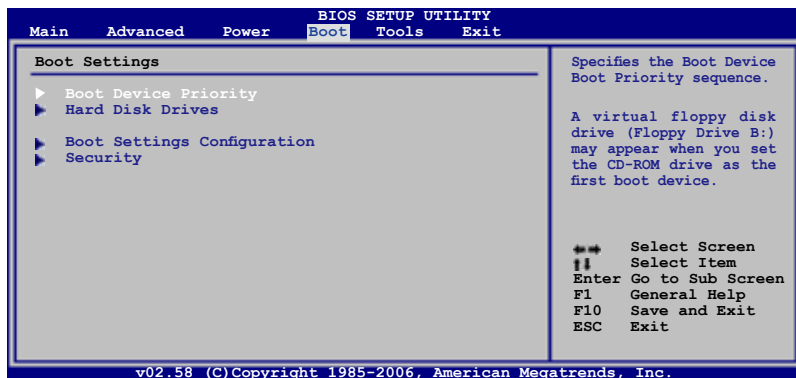 BIOS SETUP UTILITY
Main Advanced Power Boot Tools Exit
Boot Settings
Boot Device Priority
Hard Disk Drives
Boot Settings Configuration
Security
Specifies the Boot Device
Boot Priority sequence.
A virtual floppy disk
drive (Floppy Drive B:)
may appear when you set
the CD-ROM drive as the
first boot device.
Select Screen
Select Item
Enter Go to Sub Screen
F1 General Help
F10 Save and Exit
ESC Exit
v02.58 (C)Copyright 1985-2006, American Megatrends, Inc.